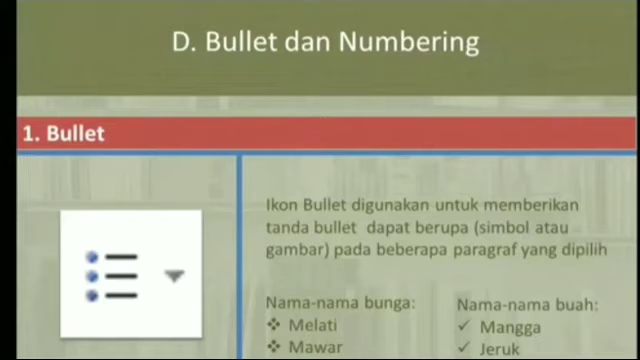 D. Bullet dan Numbering
1. Bullet
Ikon Bullet digunakan untuk memberikan
tanda bullet dapat berupa (simbol atau
gambar) pada beberapa paragraf yang dipilih
Nama-nama bunga:
❖ Melati
❖ Mawar
Nama-nama buah:
✓ Mangga
✓ Jeruk